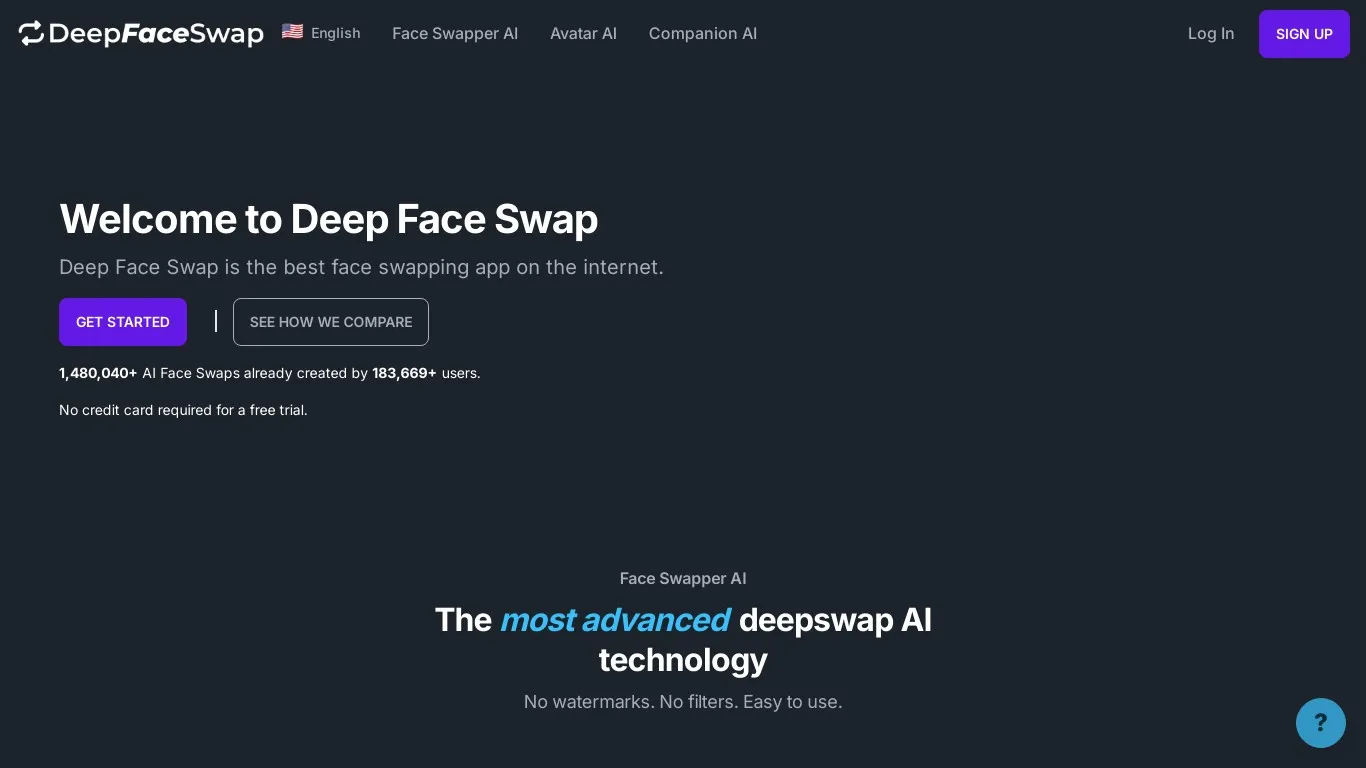 DeepFaceSwap
English
Face Swapper AI
Avatar AI
Companion AI
Log In
SIGN UP
Welcome to Deep Face Swap
Deep Face Swap is the best face swapping app on the internet.
GET STARTED
SEE HOW WE COMPARE
1,480,040+ AI Face Swaps already created by 183,669+ users.
No credit card required for a free trial.
Face Swapper AI
The most advanced deepswap AI
technology
No watermarks. No filters. Easy to use.
?